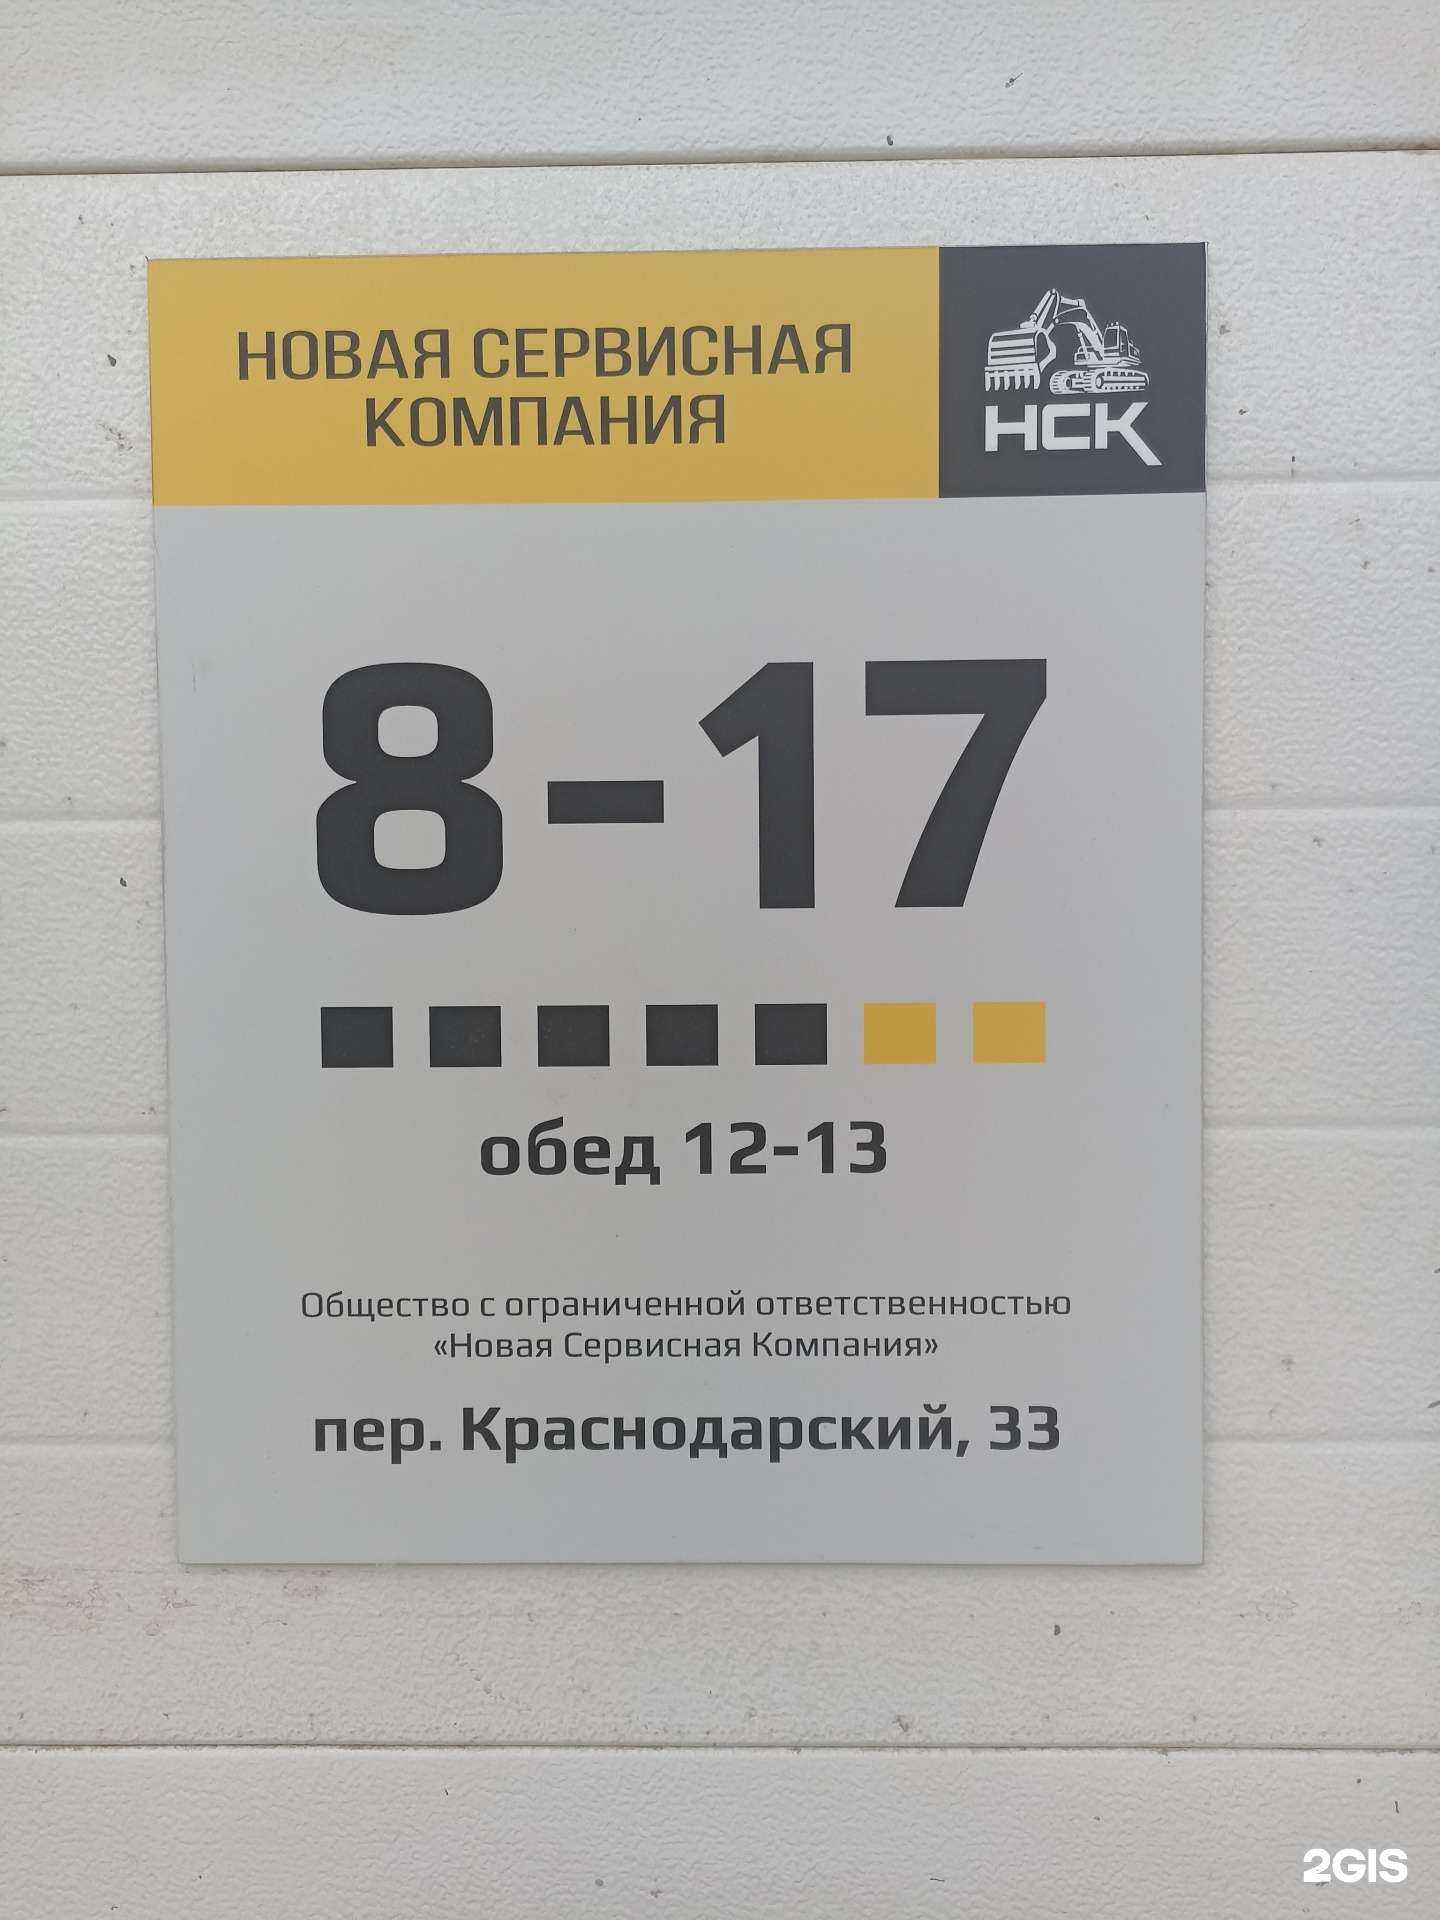 НОВАЯ СЕРВИСНАЯ
КОМПАНИЯ
НСК
8-17
обед 12-13
Общество с ограниченной ответственностью
«Новая Сервисная Компания»
пер. Краснодарский, 33
2GIS